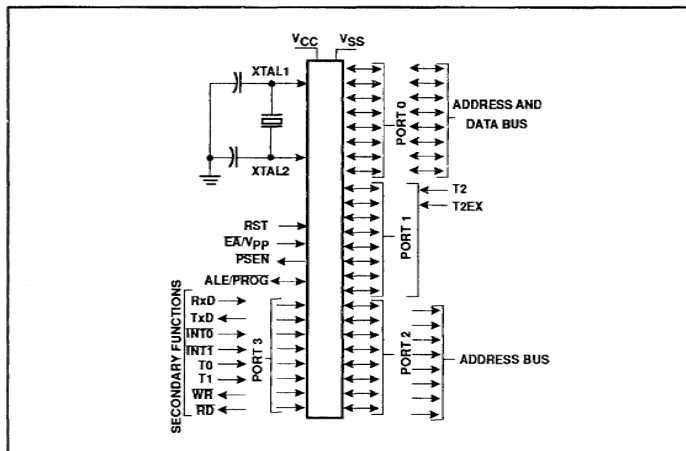 VCC VSS
XTAL1
XTAL2
PORT 0
ADDRESS AND
DATA BUS
T2
T2EX
PORT 1
RST
EA/VPP
PSEN
ALE/PROG
SECONDARY FUNCTIONS
RxD
TxD
INT0
INT1
T0
T1
WR
RD
PORT 3
PORT 2
ADDRESS BUS